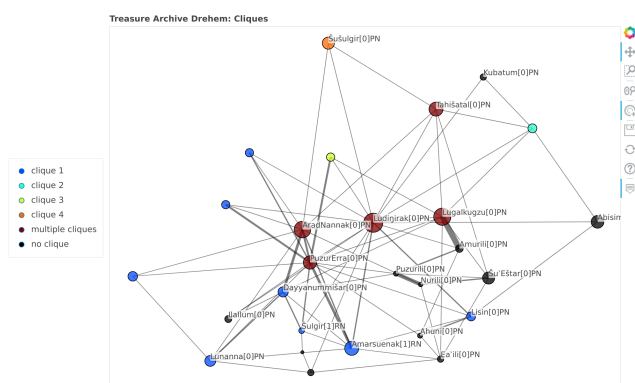 Treasure Archive Drehem: Cliques
Šušulgir[0]PN
Kubatum[0]PN
Tahišatal[0]PN
clique 1
clique 2
clique 3
clique 4
multiple cliques
no clique
AradNannak[0]PN
Ludiŋirak[0]PN
Lugalkugzu[0]PN
Abisim
Amurili[0]PN
PuzurErra[0]PN
Puzurili[0]PN
Nurili[0]PN
Šu'Eštar[0]PN
Dayyanummišar[0]PN
Ilallum[0]PN
Šulgir[1]RN
Lisin[0]PN
Ahuni[0]PN
Lunanna[0]PN
Amarsuenak[1]RN
Ea'ili[0]PN